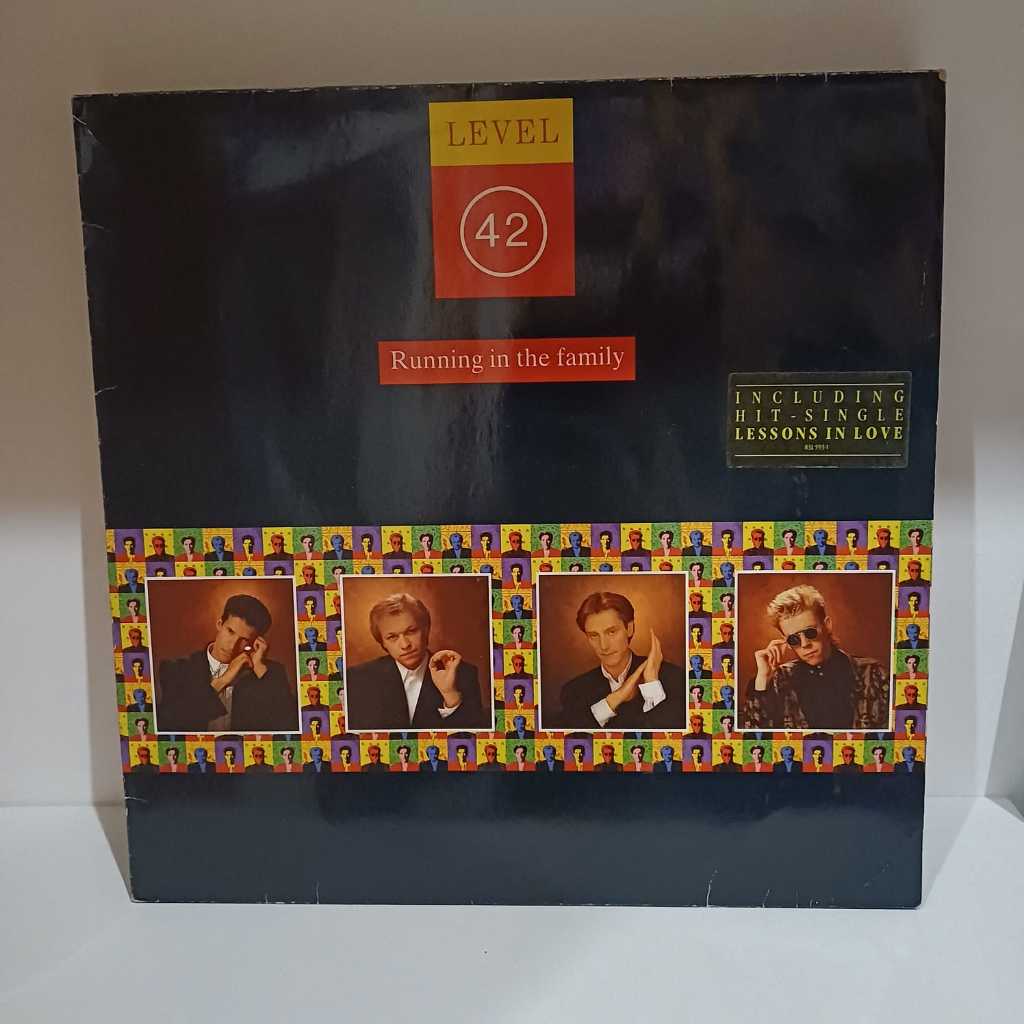 LEVEL
42
Running in the family
INCLUDING
HIT-SINGLE
LESSONS IN LOVE